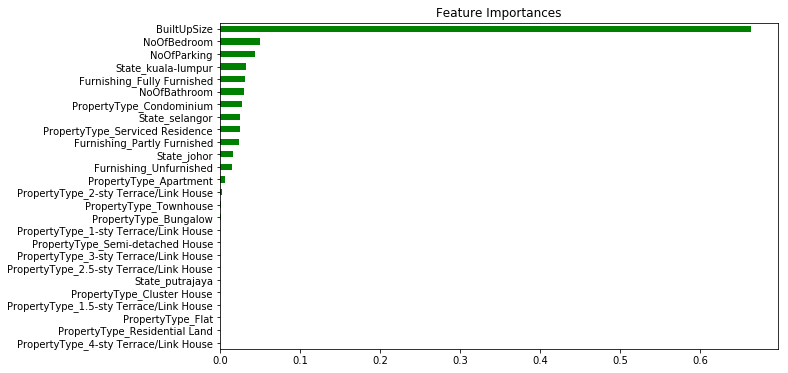 Feature Importances
BuiltUpSize
NoOfBedroom
NoOfParking
State_kuala-lumpur
Furnishing_Fully Furnished
NoOfBathroom
PropertyType_Condominium
State_selangor
PropertyType_Serviced Residence
Furnishing_Partly Furnished
State_johor
Furnishing_Unfurnished
PropertyType_Apartment
PropertyType_2-sty Terrace/Link House
PropertyType_Townhouse
PropertyType_Bungalow
PropertyType_1-sty Terrace/Link House
PropertyType_Semi-detached House
PropertyType_3-sty Terrace/Link House
PropertyType_2.5-sty Terrace/Link House
State_putrajaya
PropertyType_Cluster House
PropertyType_1.5-sty Terrace/Link House
PropertyType_Flat
PropertyType_Residential Land
PropertyType_4-sty Terrace/Link House
0.0 0.1 0.2 0.3 0.4 0.5 0.6